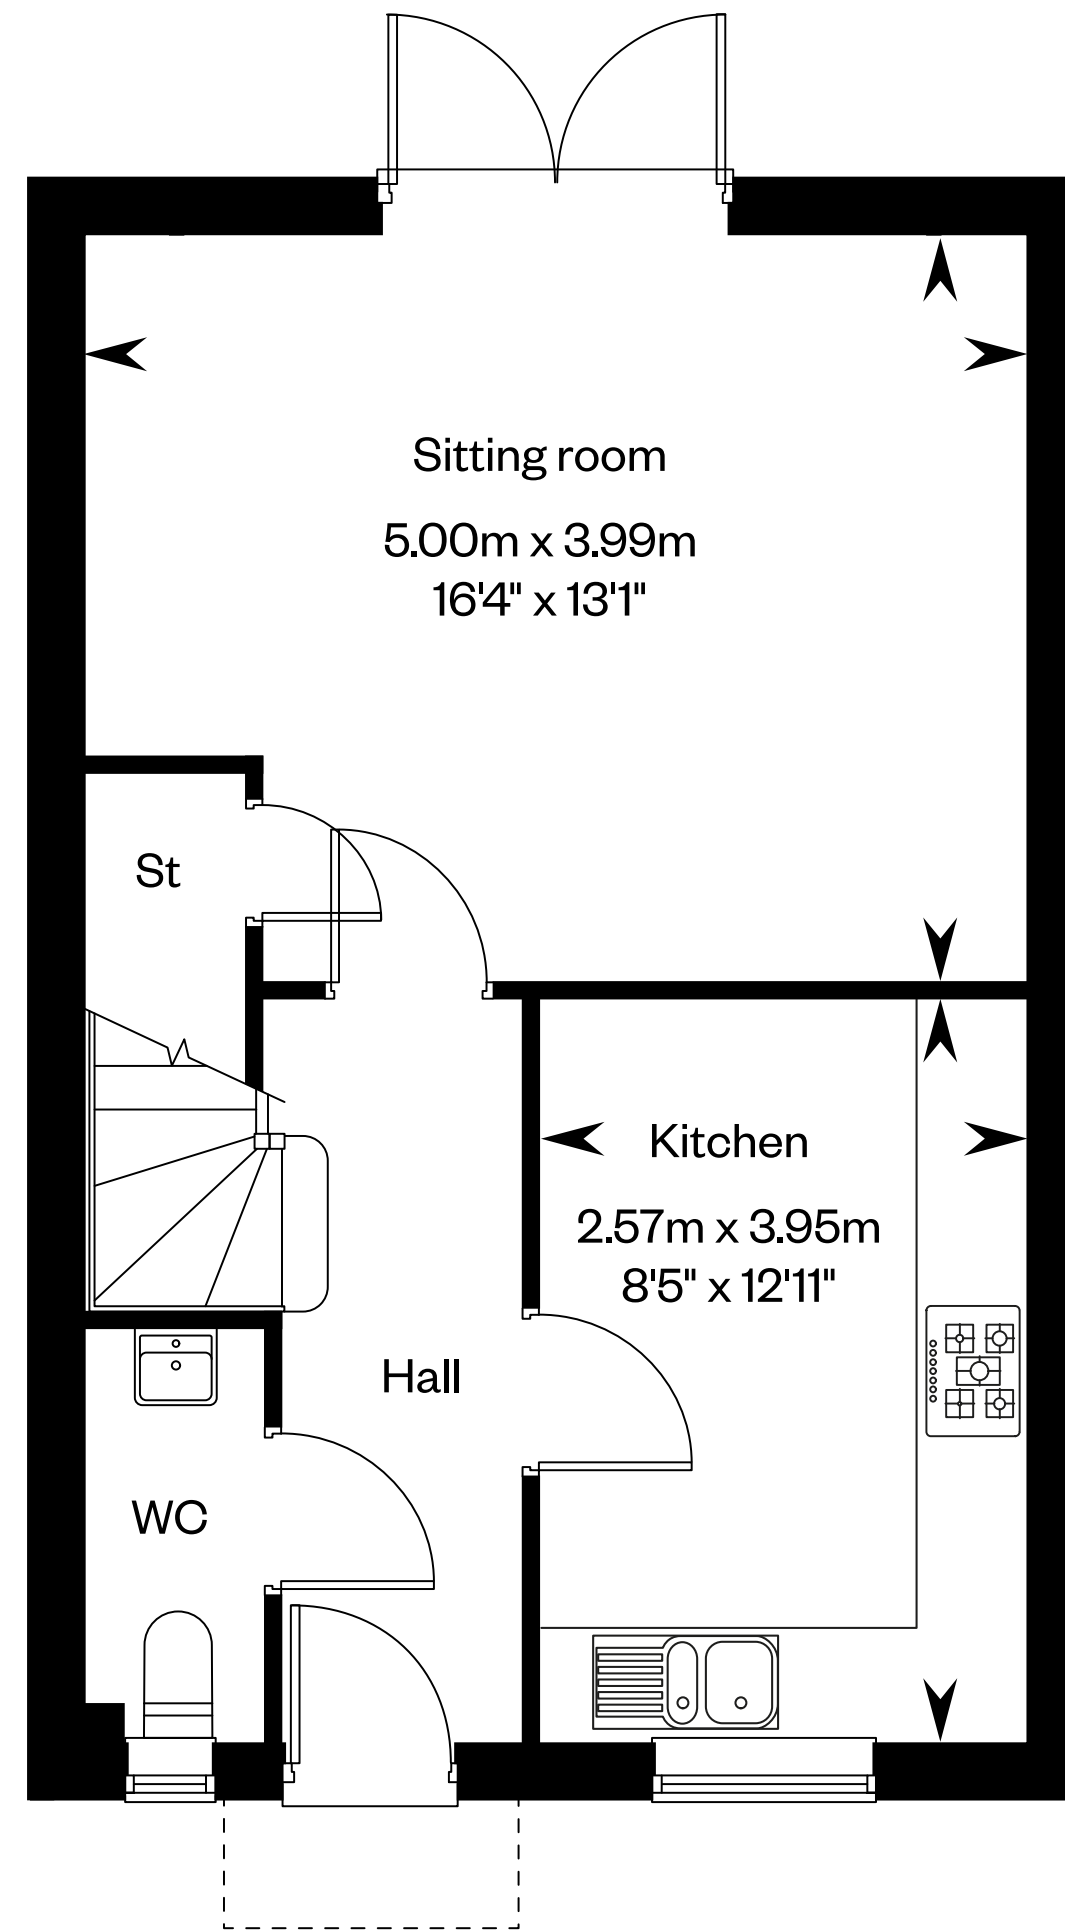 Sitting room
5.00m x 3.99m
16'4" x 13'1"
St
Kitchen
2.57m x 3.95m
8'5" x 12'11"
Hall
WC